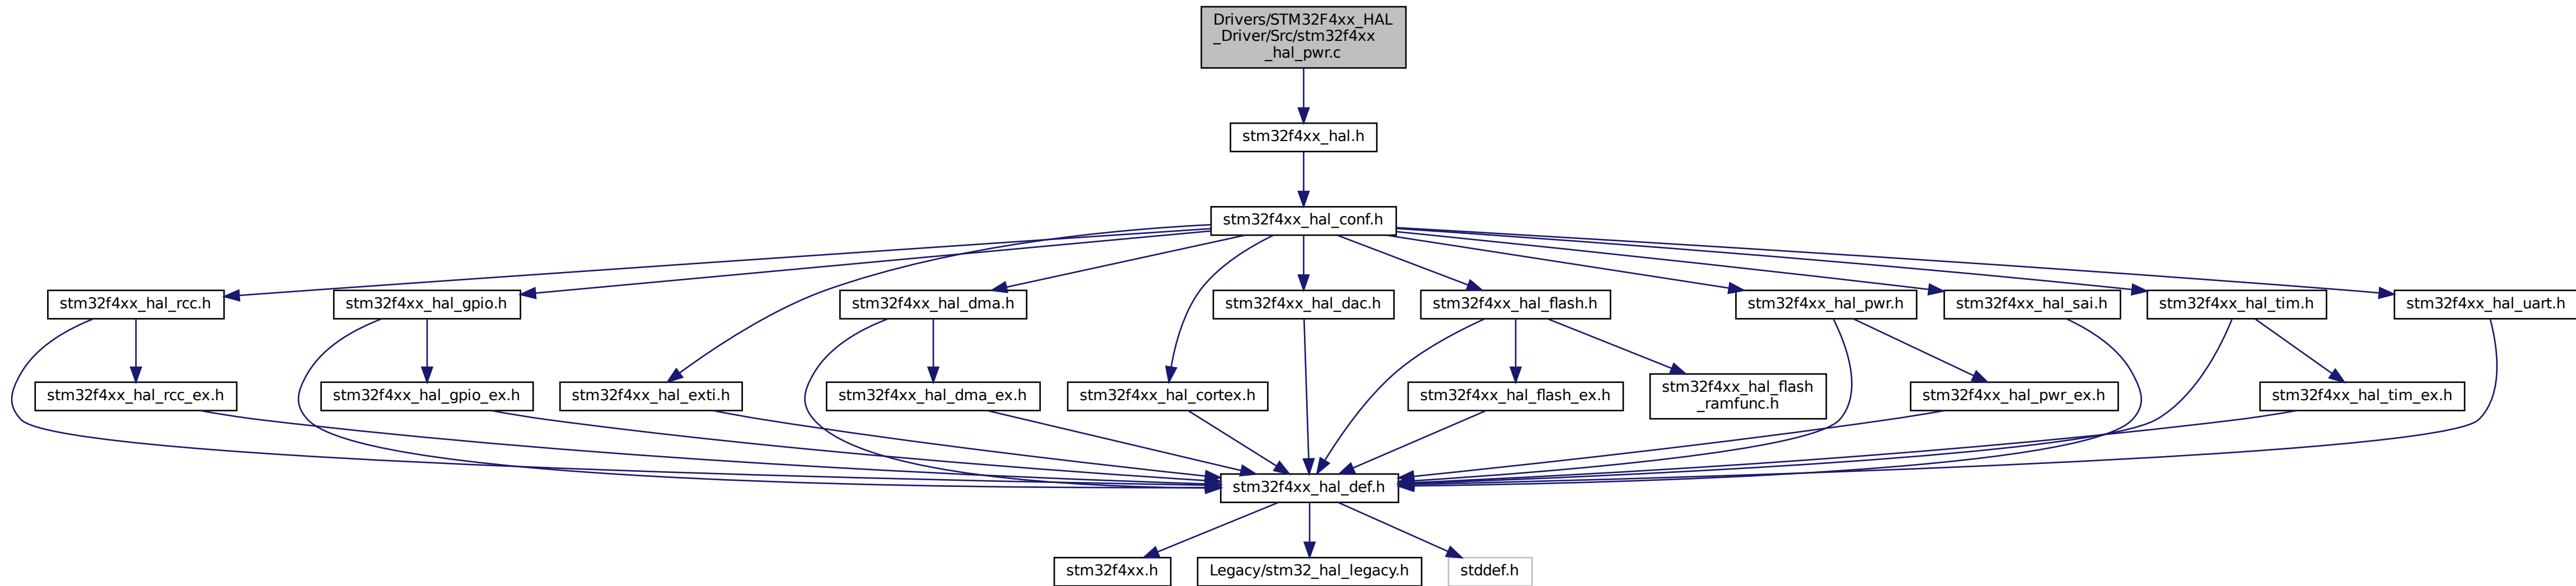 Drivers/STM32F4xx_HAL
_Driver/Src/stm32f4xx
_hal_pwr.c
stm32f4xx_hal.h
stm32f4xx_hal_conf.h
stm32f4xx_hal_rcc.h
stm32f4xx_hal_gpio.h
stm32f4xx_hal_dma.h
stm32f4xx_hal_dac.h
stm32f4xx_hal_flash.h
stm32f4xx_hal_pwr.h
stm32f4xx_hal_sai.h
stm32f4xx_hal_tim.h
stm32f4xx_hal_uart.h
stm32f4xx_hal_rcc_ex.h
stm32f4xx_hal_gpio_ex.h
stm32f4xx_hal_exti.h
stm32f4xx_hal_dma_ex.h
stm32f4xx_hal_cortex.h
stm32f4xx_hal_flash_ex.h
stm32f4xx_hal_flash
_ramfunc.h
stm32f4xx_hal_pwr_ex.h
stm32f4xx_hal_tim_ex.h
stm32f4xx_hal_def.h
stm32f4xx.h
Legacy/stm32_hal_legacy.h
stddef.h